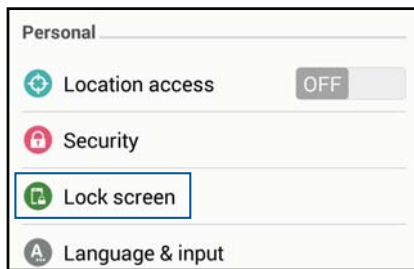 Personal
Location access OFF
Security
Lock screen
Language & input